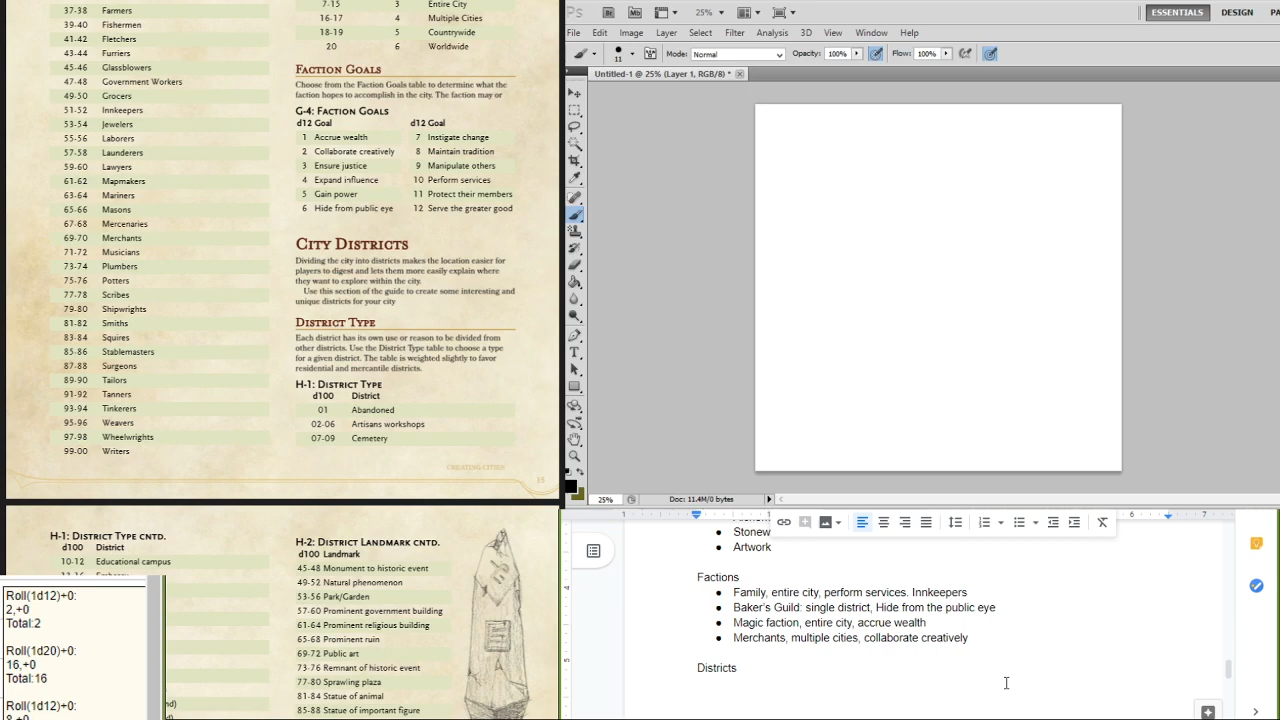 37-38 Farmers
39-40 Fishermen
41-42 Fletchers
43-44 Furriers
45-46 Glassblowers
47-48 Government Workers
49-50 Grocers
51-52 Innkeepers
53-54 Jewelers
55-56 Laborers
57-58 Launderers
59-60 Lawyers
61-62 Mapmakers
63-64 Mariners
65-66 Masons
67-68 Mercenaries
69-70 Merchants
71-72 Musicians
73-74 Plumbers
75-76 Potters
77-78 Scribes
79-80 Shipwrights
81-82 Smiths
83-84 Squires
85-86 Stablemasters
87-88 Surgeons
89-90 Tailors
91-92 Tanners
93-94 Tinkerers
95-96 Weavers
97-98 Wheelwrights
99-00 Writers
7-15 3 Entire City
16-17 4 Multiple Cities
18-19 5 Countrywide
20 6 Worldwide
Faction Goals
Choose from the Faction Goals table to determine what the
faction hopes to accomplish in the city. The faction may or
G-4: Faction Goals
d12 Goal d12 Goal
1 Accrue wealth 7 Instigate change
2 Collaborate creatively 8 Maintain tradition
3 Ensure justice 9 Manipulate others
4 Expand influence 10 Perform services
5 Gain power 11 Protect their members
6 Hide from public eye 12 Serve the greater good
City Districts
Dividing the city into districts makes the location easier for
players to digest and lets them more easily explain where
they want to explore within the city.
Use this section of the guide to create some interesting and
unique districts for your city
District Type
Each district has its own use or reason to be divided from
other districts. Use the District Type table to choose a type
for a given district. The table is weighted slightly to favor
residential and mercantile districts.
H-1: District Type
d100 District
01 Abandoned
02-06 Artisans workshops
07-09 Cemetery
CREATING CITIES
15
H-1: District Type cntd.
d100 District
10-12 Educational campus
Roll(1d12)+0:
2,+0
Total:2
Roll(1d20)+0:
16,+0
Total:16
Roll(1d12)+0:
8,+0
H-2: District Landmark cntd.
d100 Landmark
45-48 Monument to historic event
49-52 Natural phenomenon
53-56 Park/Garden
57-60 Prominent government building
61-64 Prominent religious building
65-68 Prominent ruin
69-72 Public art
73-76 Remnant of historic event
77-80 Sprawling plaza
81-84 Statue of animal
85-88 Statue of important figure
Ps Br Mb 25% ESSENTIALS DESIGN
File Edit Image Layer Select Filter Analysis 3D View Window Help
11 Mode: Normal Opacity: 100% Flow: 100%
Untitled-1 @ 25% (Layer 1, RGB/8) *
25% Doc: 11.4M/0 bytes
1 6 7
Stonew
Artwork
Factions
Family, entire city, perform services. Innkeepers
Baker's Guild: single district, Hide from the public eye
Magic faction, entire city, accrue wealth
Merchants, multiple cities, collaborate creatively
Districts